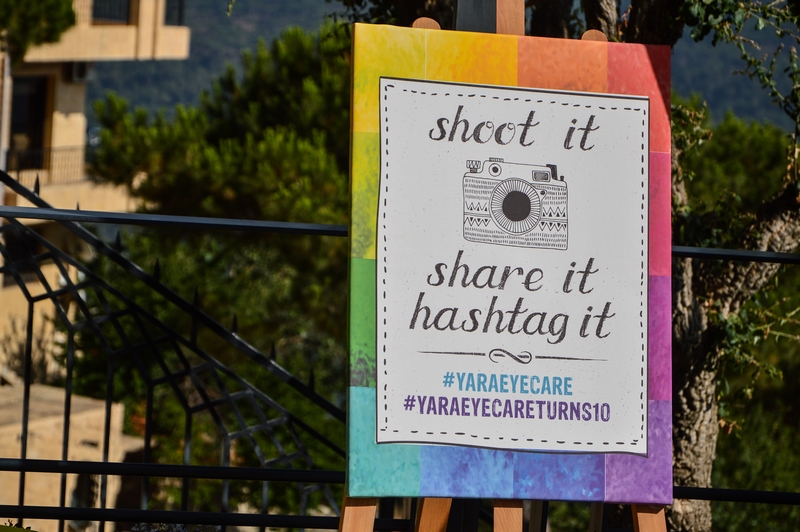 shoot it
share it
hashtag it
#YARAEYECARE
#YARAEYECARETURNS10